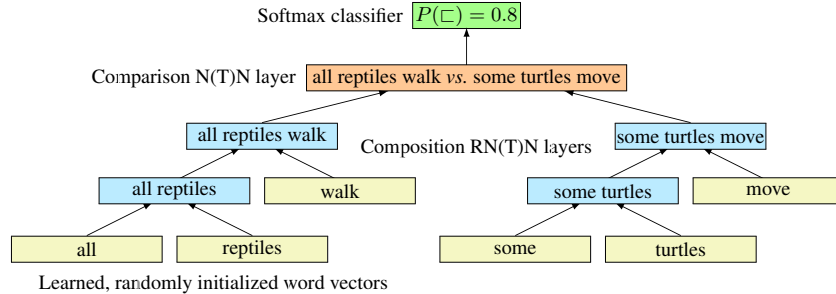 Softmax classifier P(⊏) = 0.8
Comparison N(T)N layer all reptiles walk vs. some turtles move
all reptiles walk some turtles move
Composition RN(T)N layers
all reptiles walk some turtles move
all reptiles some turtles
Learned, randomly initialized word vectors